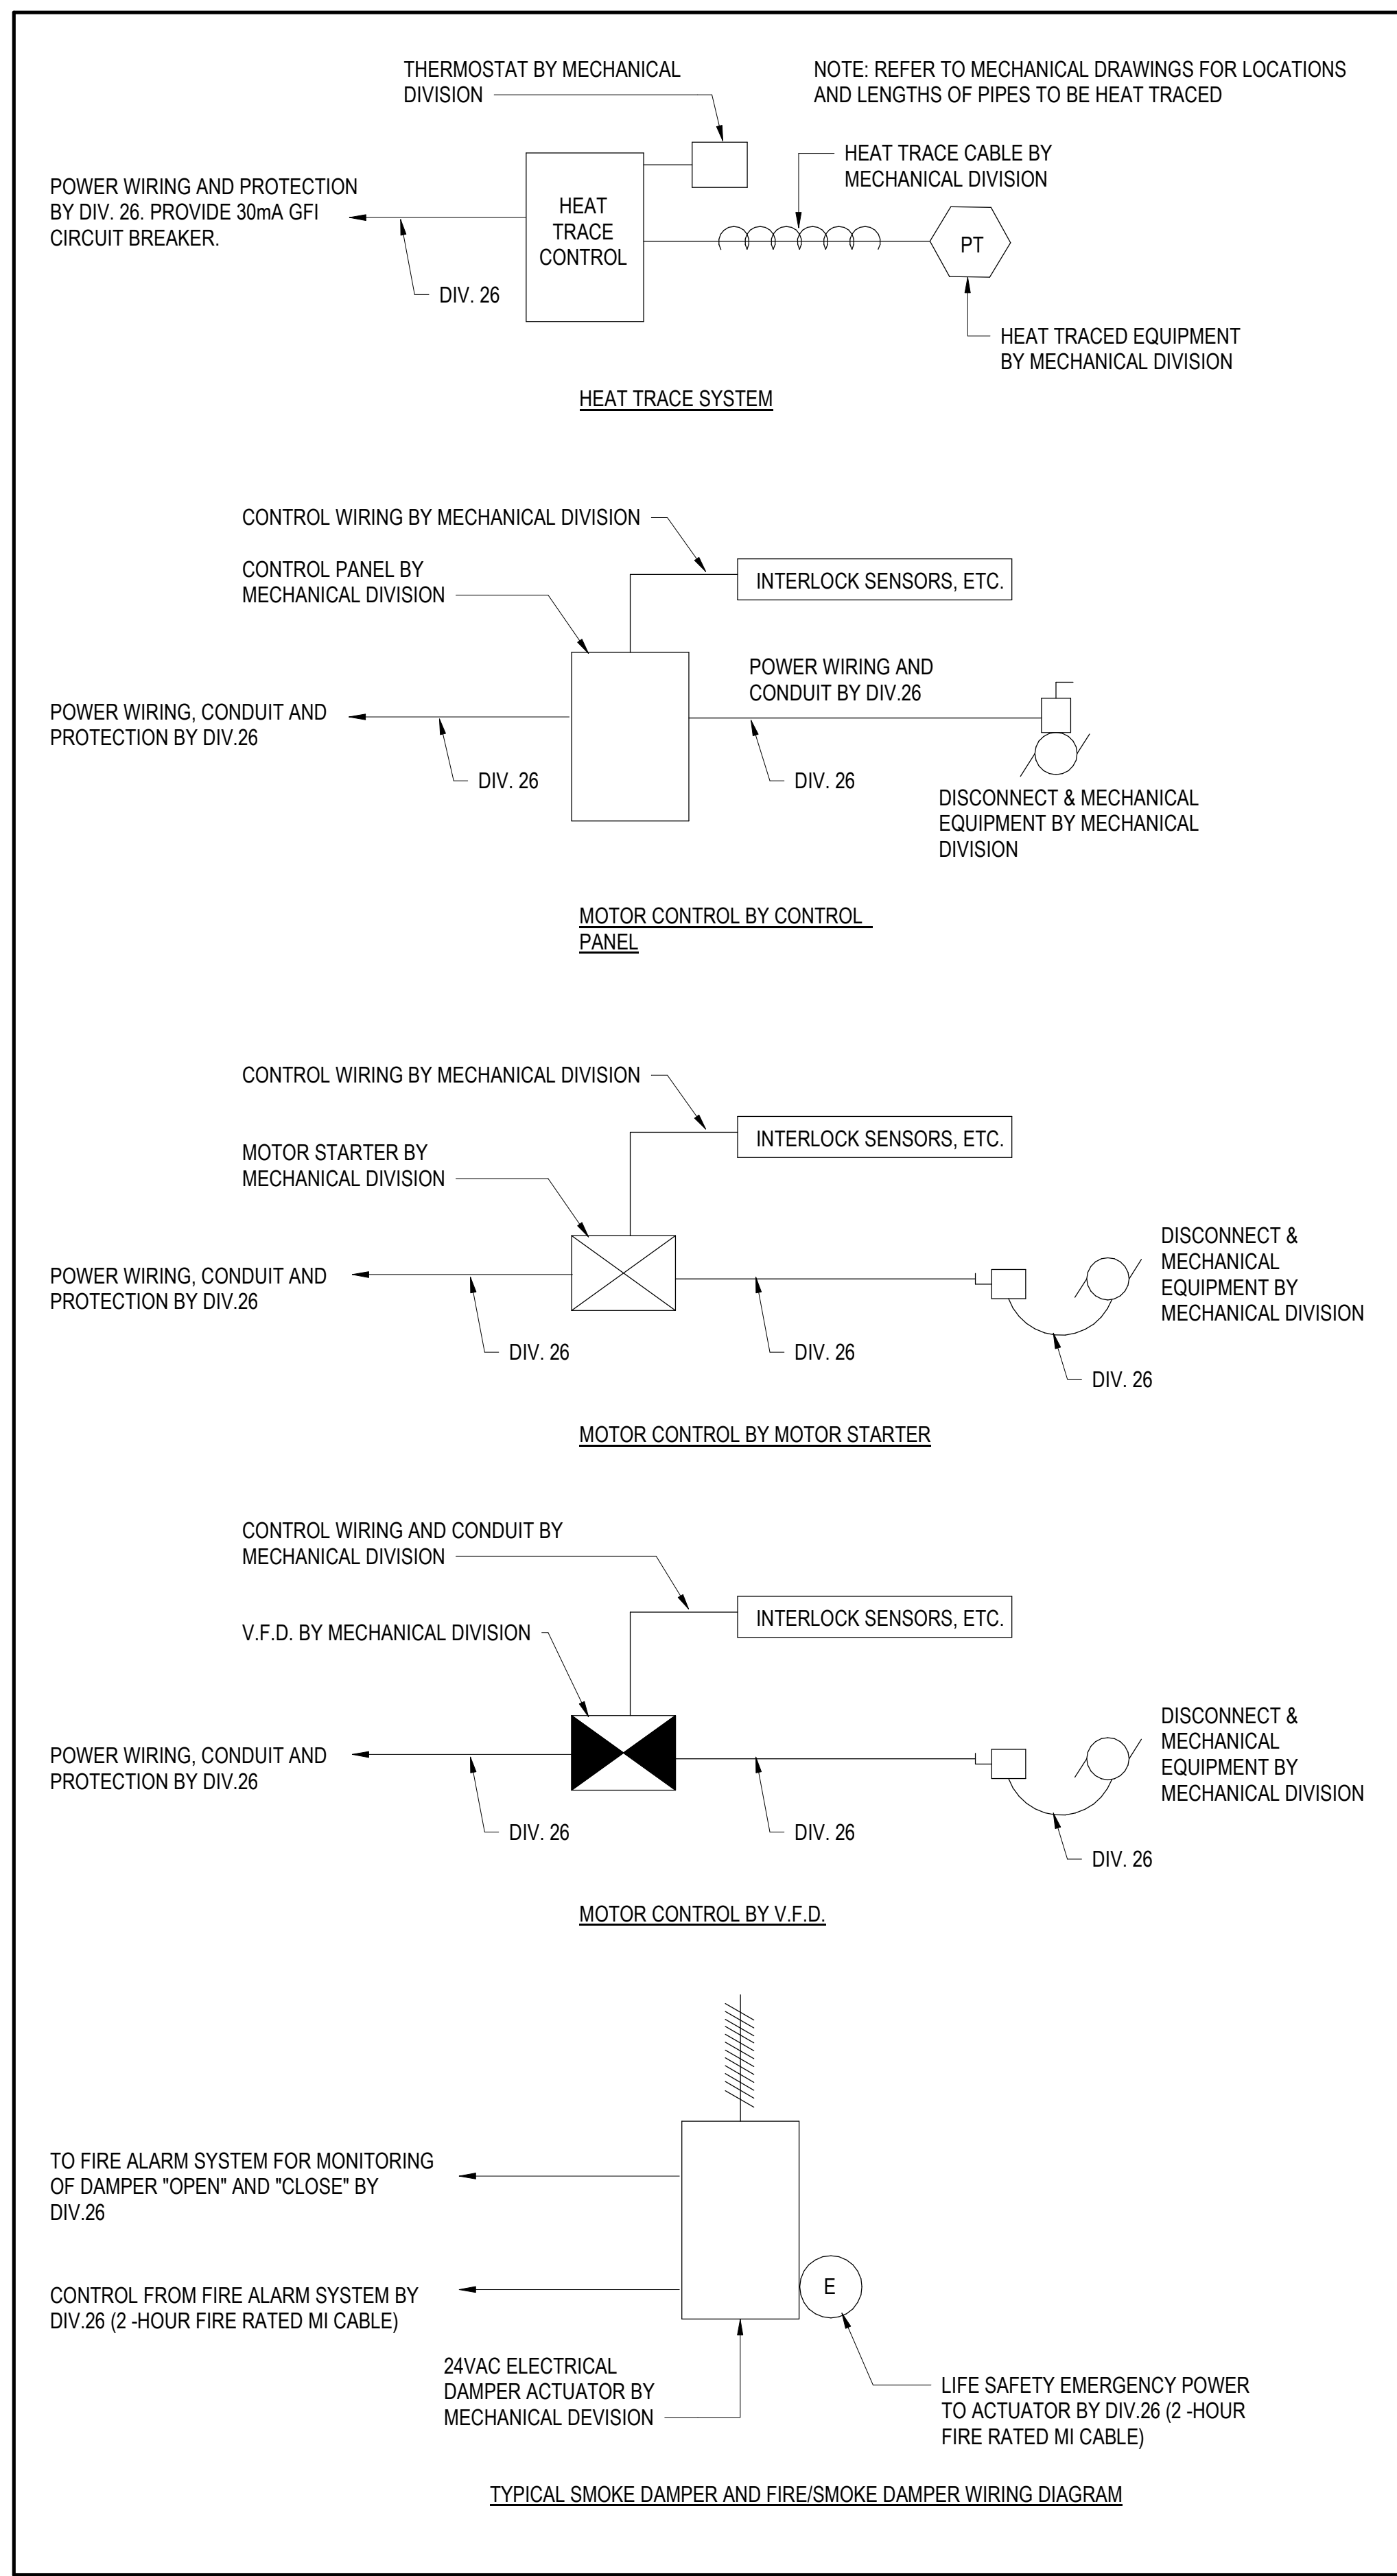 THERMOSTAT BY MECHANICAL
DIVISION
NOTE: REFER TO MECHANICAL DRAWINGS FOR LOCATIONS
AND LENGTHS OF PIPES TO BE HEAT TRACED
HEAT TRACE CABLE BY
MECHANICAL DIVISION
POWER WIRING AND PROTECTION
BY DIV. 26. PROVIDE 30mA GFI
CIRCUIT BREAKER.
HEAT
TRACE
CONTROL
PT
DIV. 26
HEAT TRACED EQUIPMENT
BY MECHANICAL DIVISION
HEAT TRACE SYSTEM
CONTROL WIRING BY MECHANICAL DIVISION
CONTROL PANEL BY
MECHANICAL DIVISION
INTERLOCK SENSORS, ETC.
POWER WIRING AND
CONDUIT BY DIV.26
POWER WIRING, CONDUIT AND
PROTECTION BY DIV.26
DIV. 26
DIV. 26
DISCONNECT & MECHANICAL
EQUIPMENT BY MECHANICAL
DIVISION
MOTOR CONTROL BY CONTROL
PANEL
CONTROL WIRING BY MECHANICAL DIVISION
INTERLOCK SENSORS, ETC.
MOTOR STARTER BY
MECHANICAL DIVISION
POWER WIRING, CONDUIT AND
PROTECTION BY DIV.26
DISCONNECT &
MECHANICAL
EQUIPMENT BY
MECHANICAL DIVISION
DIV. 26
DIV. 26
DIV. 26
MOTOR CONTROL BY MOTOR STARTER
CONTROL WIRING AND CONDUIT BY
MECHANICAL DIVISION
INTERLOCK SENSORS, ETC.
V.F.D. BY MECHANICAL DIVISION
POWER WIRING, CONDUIT AND
PROTECTION BY DIV.26
DISCONNECT &
MECHANICAL
EQUIPMENT BY
MECHANICAL DIVISION
DIV. 26
DIV. 26
DIV. 26
MOTOR CONTROL BY V.F.D.
TO FIRE ALARM SYSTEM FOR MONITORING
OF DAMPER "OPEN" AND "CLOSE" BY
DIV.26
CONTROL FROM FIRE ALARM SYSTEM BY
DIV.26 (2 -HOUR FIRE RATED MI CABLE)
E
24VAC ELECTRICAL
DAMPER ACTUATOR BY
MECHANICAL DEVISION
LIFE SAFETY EMERGENCY POWER
TO ACTUATOR BY DIV.26 (2 -HOUR
FIRE RATED MI CABLE)
TYPICAL SMOKE DAMPER AND FIRE/SMOKE DAMPER WIRING DIAGRAM